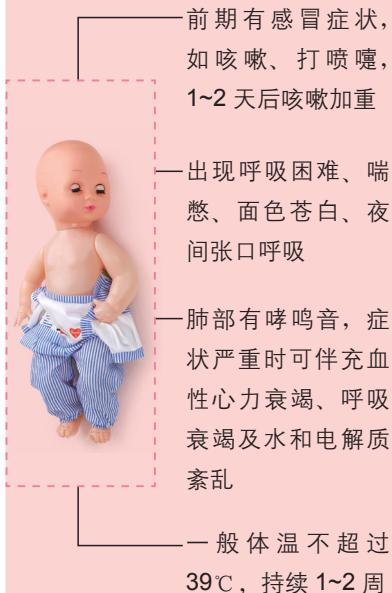 前期有感冒症状，
如咳嗽、打喷嚏，
1~2 天后咳嗽加重
出现呼吸困难、喘
憋、面色苍白、夜
间张口呼吸
肺部有哮鸣音，症
状严重时可伴充血
性心力衰竭、呼吸
衰竭及水和电解质
紊乱
一般体温不超过
39℃，持续 1~2 周